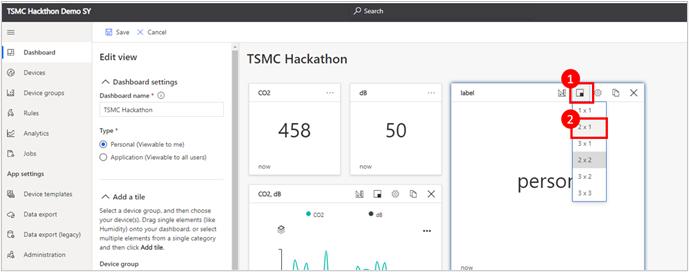 TSMC Hackthon Demo SY
Search
Dashboard
Devices
Device groups
Rules
Analytics
Jobs
App settings
Device templates
Data export
Data export (legacy)
Administration
Save
Cancel
Edit view
Dashboard settings
Dashboard name *
TSMC Hackathon
Type *
Personal (Viewable to me)
Application (Viewable to all users)
Add a tile
Select a device group, and then choose
your device(s). Drag single elements (like
Humidity) onto your dashboard, or select
multiple elements from a single category
and then click Add tile.
Device group
TSMC Hackathon
CO2
458
now
dB
50
now
CO2, dB
CO2
dB
label
1
2
1 x 1
2 x 1
3 x 1
2 x 2
3 x 2
3 x 3
person
now